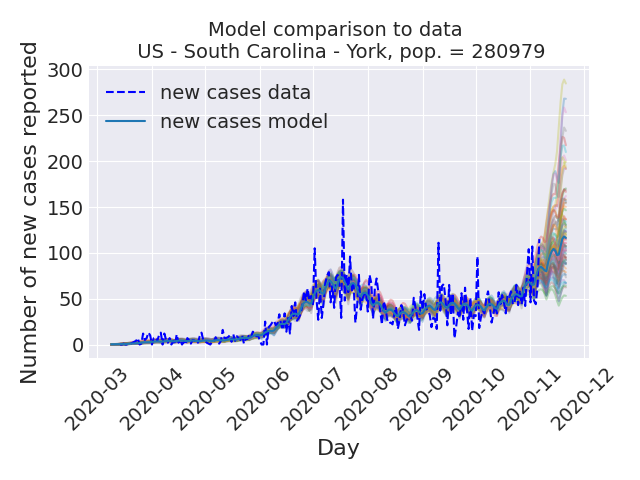 Model comparison to data
US - South Carolina - York, pop. = 280979
Number of new cases reported
300
250
200
150
100
50
0
new cases data
new cases model
2020-03
2020-04
2020-05
2020-06
2020-07
2020-08
2020-09
2020-10
2020-11
2020-12
Day